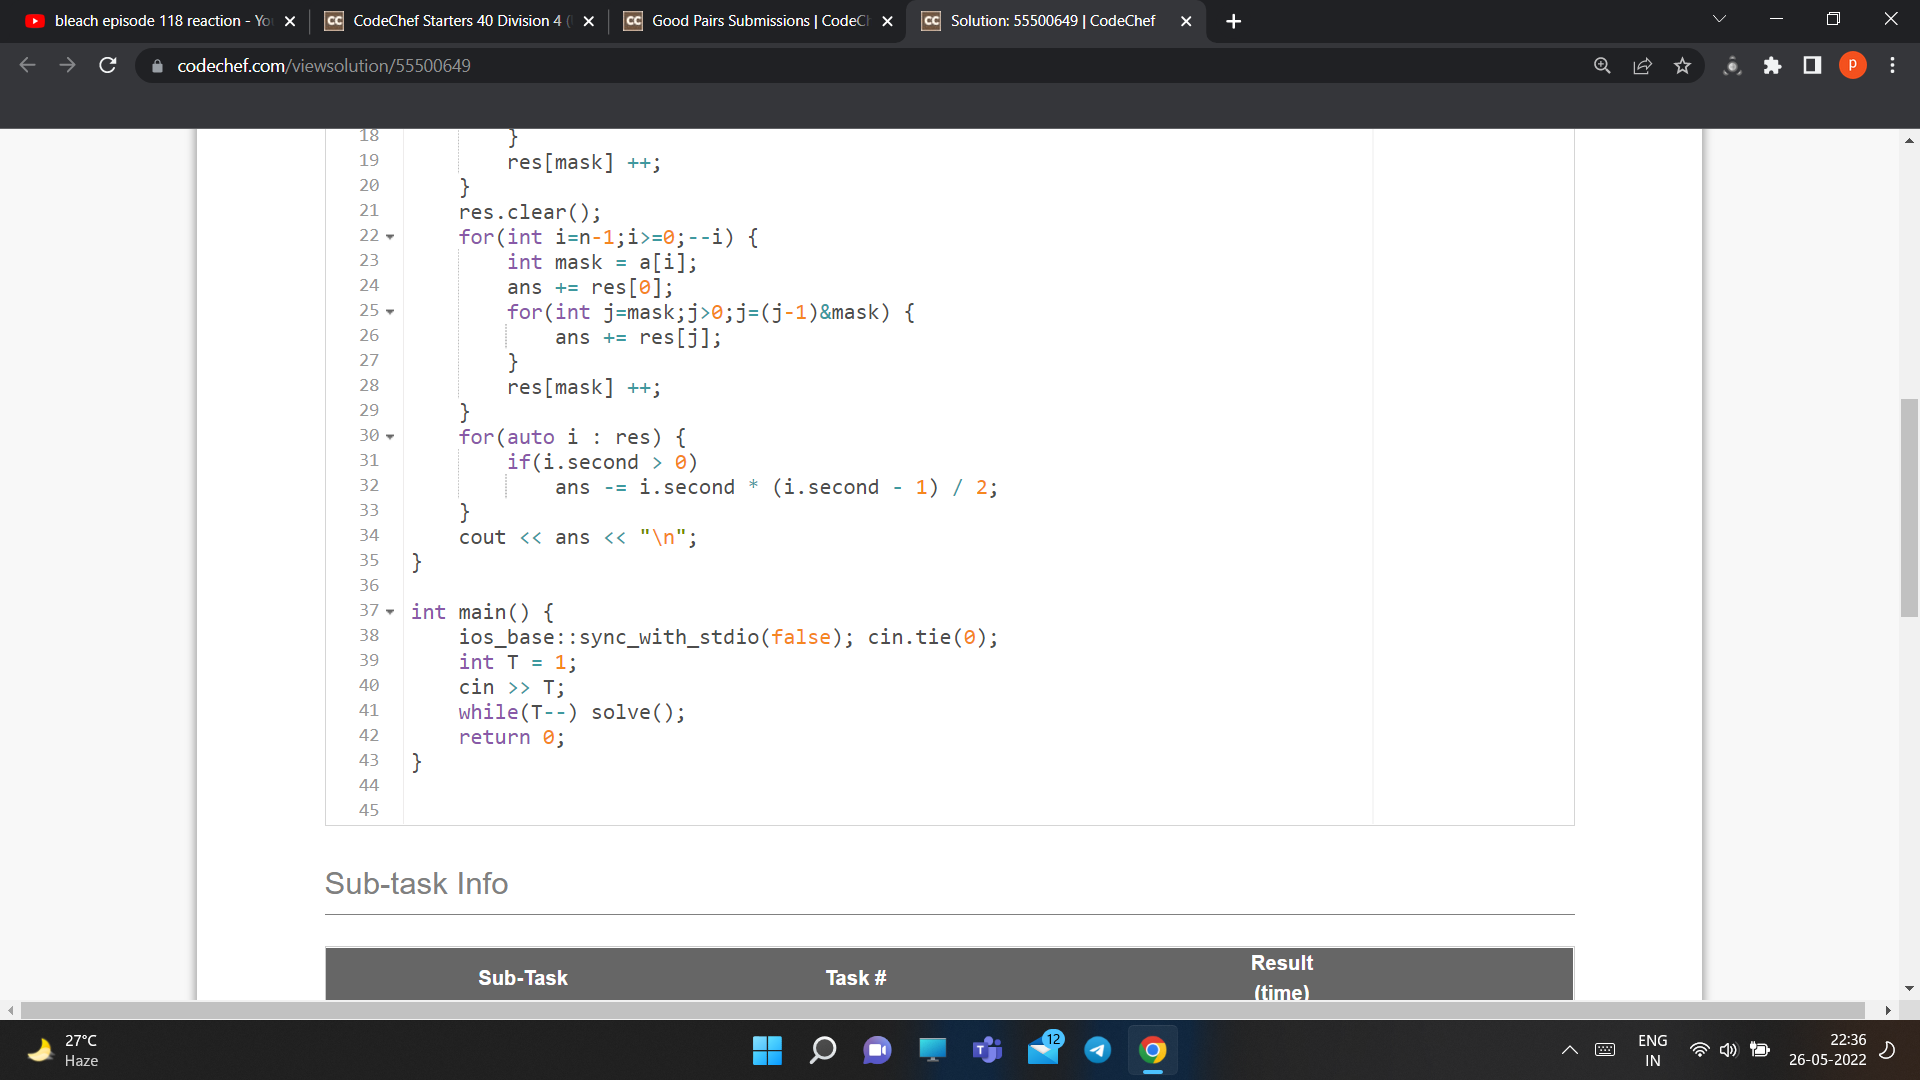 bleach episode 118 reaction - Yo
CodeChef Starters 40 Division 4 (
Good Pairs Submissions | CodeCh
Solution: 55500649 | CodeChef
codechef.com/viewsolution/55500649
P
18 }
19 res[mask] ++;
20 }
21 res.clear();
22 for(int i=n-1;i>=0;--i) {
23 int mask = a[i];
24 ans += res[0];
25 for(int j=mask;j>0;j=(j-1)&mask) {
26 ans += res[j];
27 }
28 res[mask] ++;
29 }
30 for(auto i : res) {
31 if(i.second > 0)
32 ans -= i.second * (i.second - 1) / 2;
33 }
34 cout << ans << "\n";
35 }
36
37 int main() {
38 ios_base::sync_with_stdio(false); cin.tie(0);
39 int T = 1;
40 cin >> T;
41 while(T--) solve();
42 return 0;
43 }
44
45
Sub-task Info
Sub-Task Task # Result
(time)
27°C
Haze
12
ENG
IN
22:36
26-05-2022